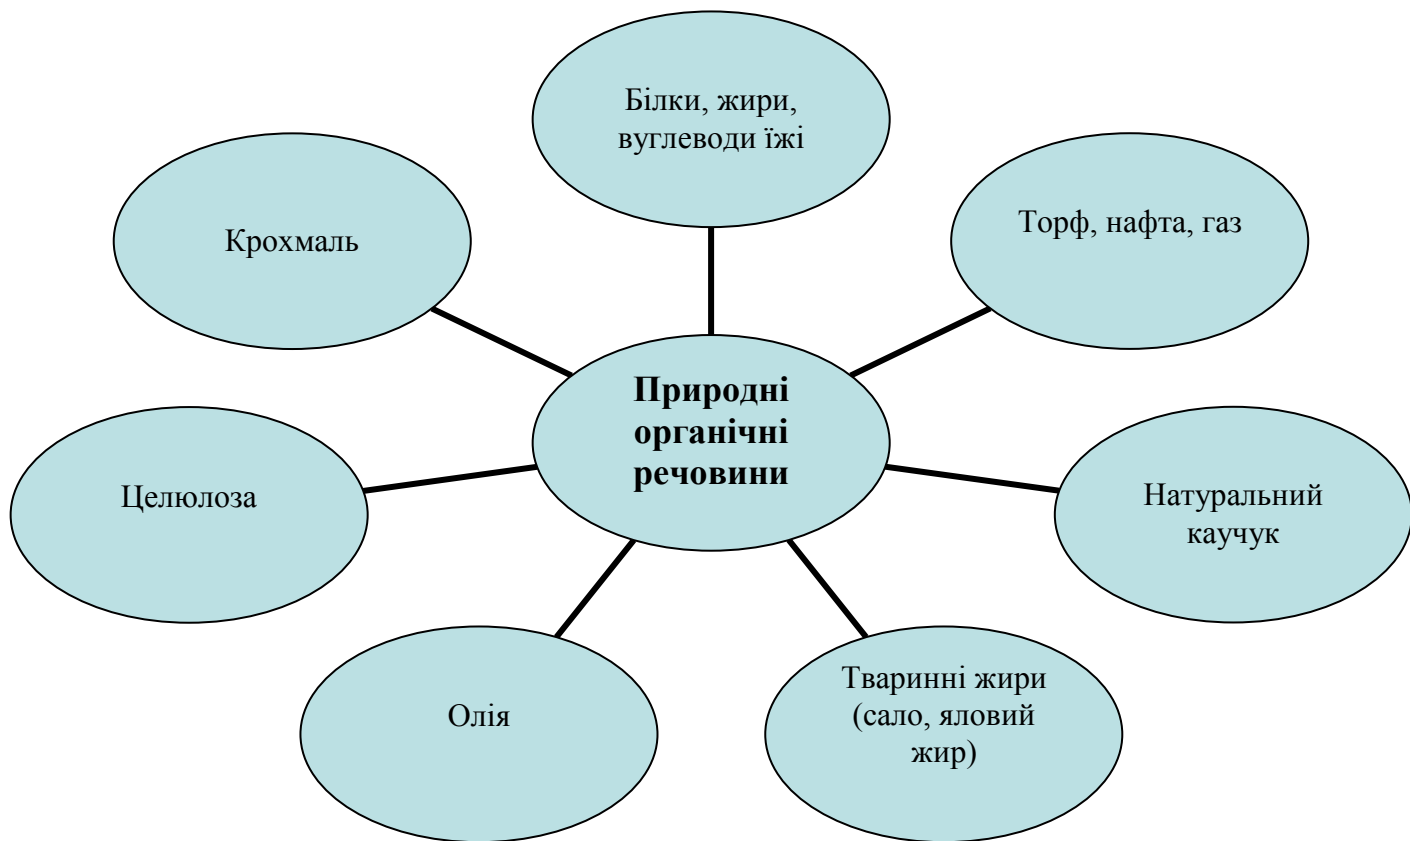 Білки, жири,
вуглеводи їжі
Крохмаль
Торф, нафта, газ
Природні
органічні
речовини
Целюлоза
Натуральний
каучук
Олія
Тваринні жири
(сало, яловий
жир)